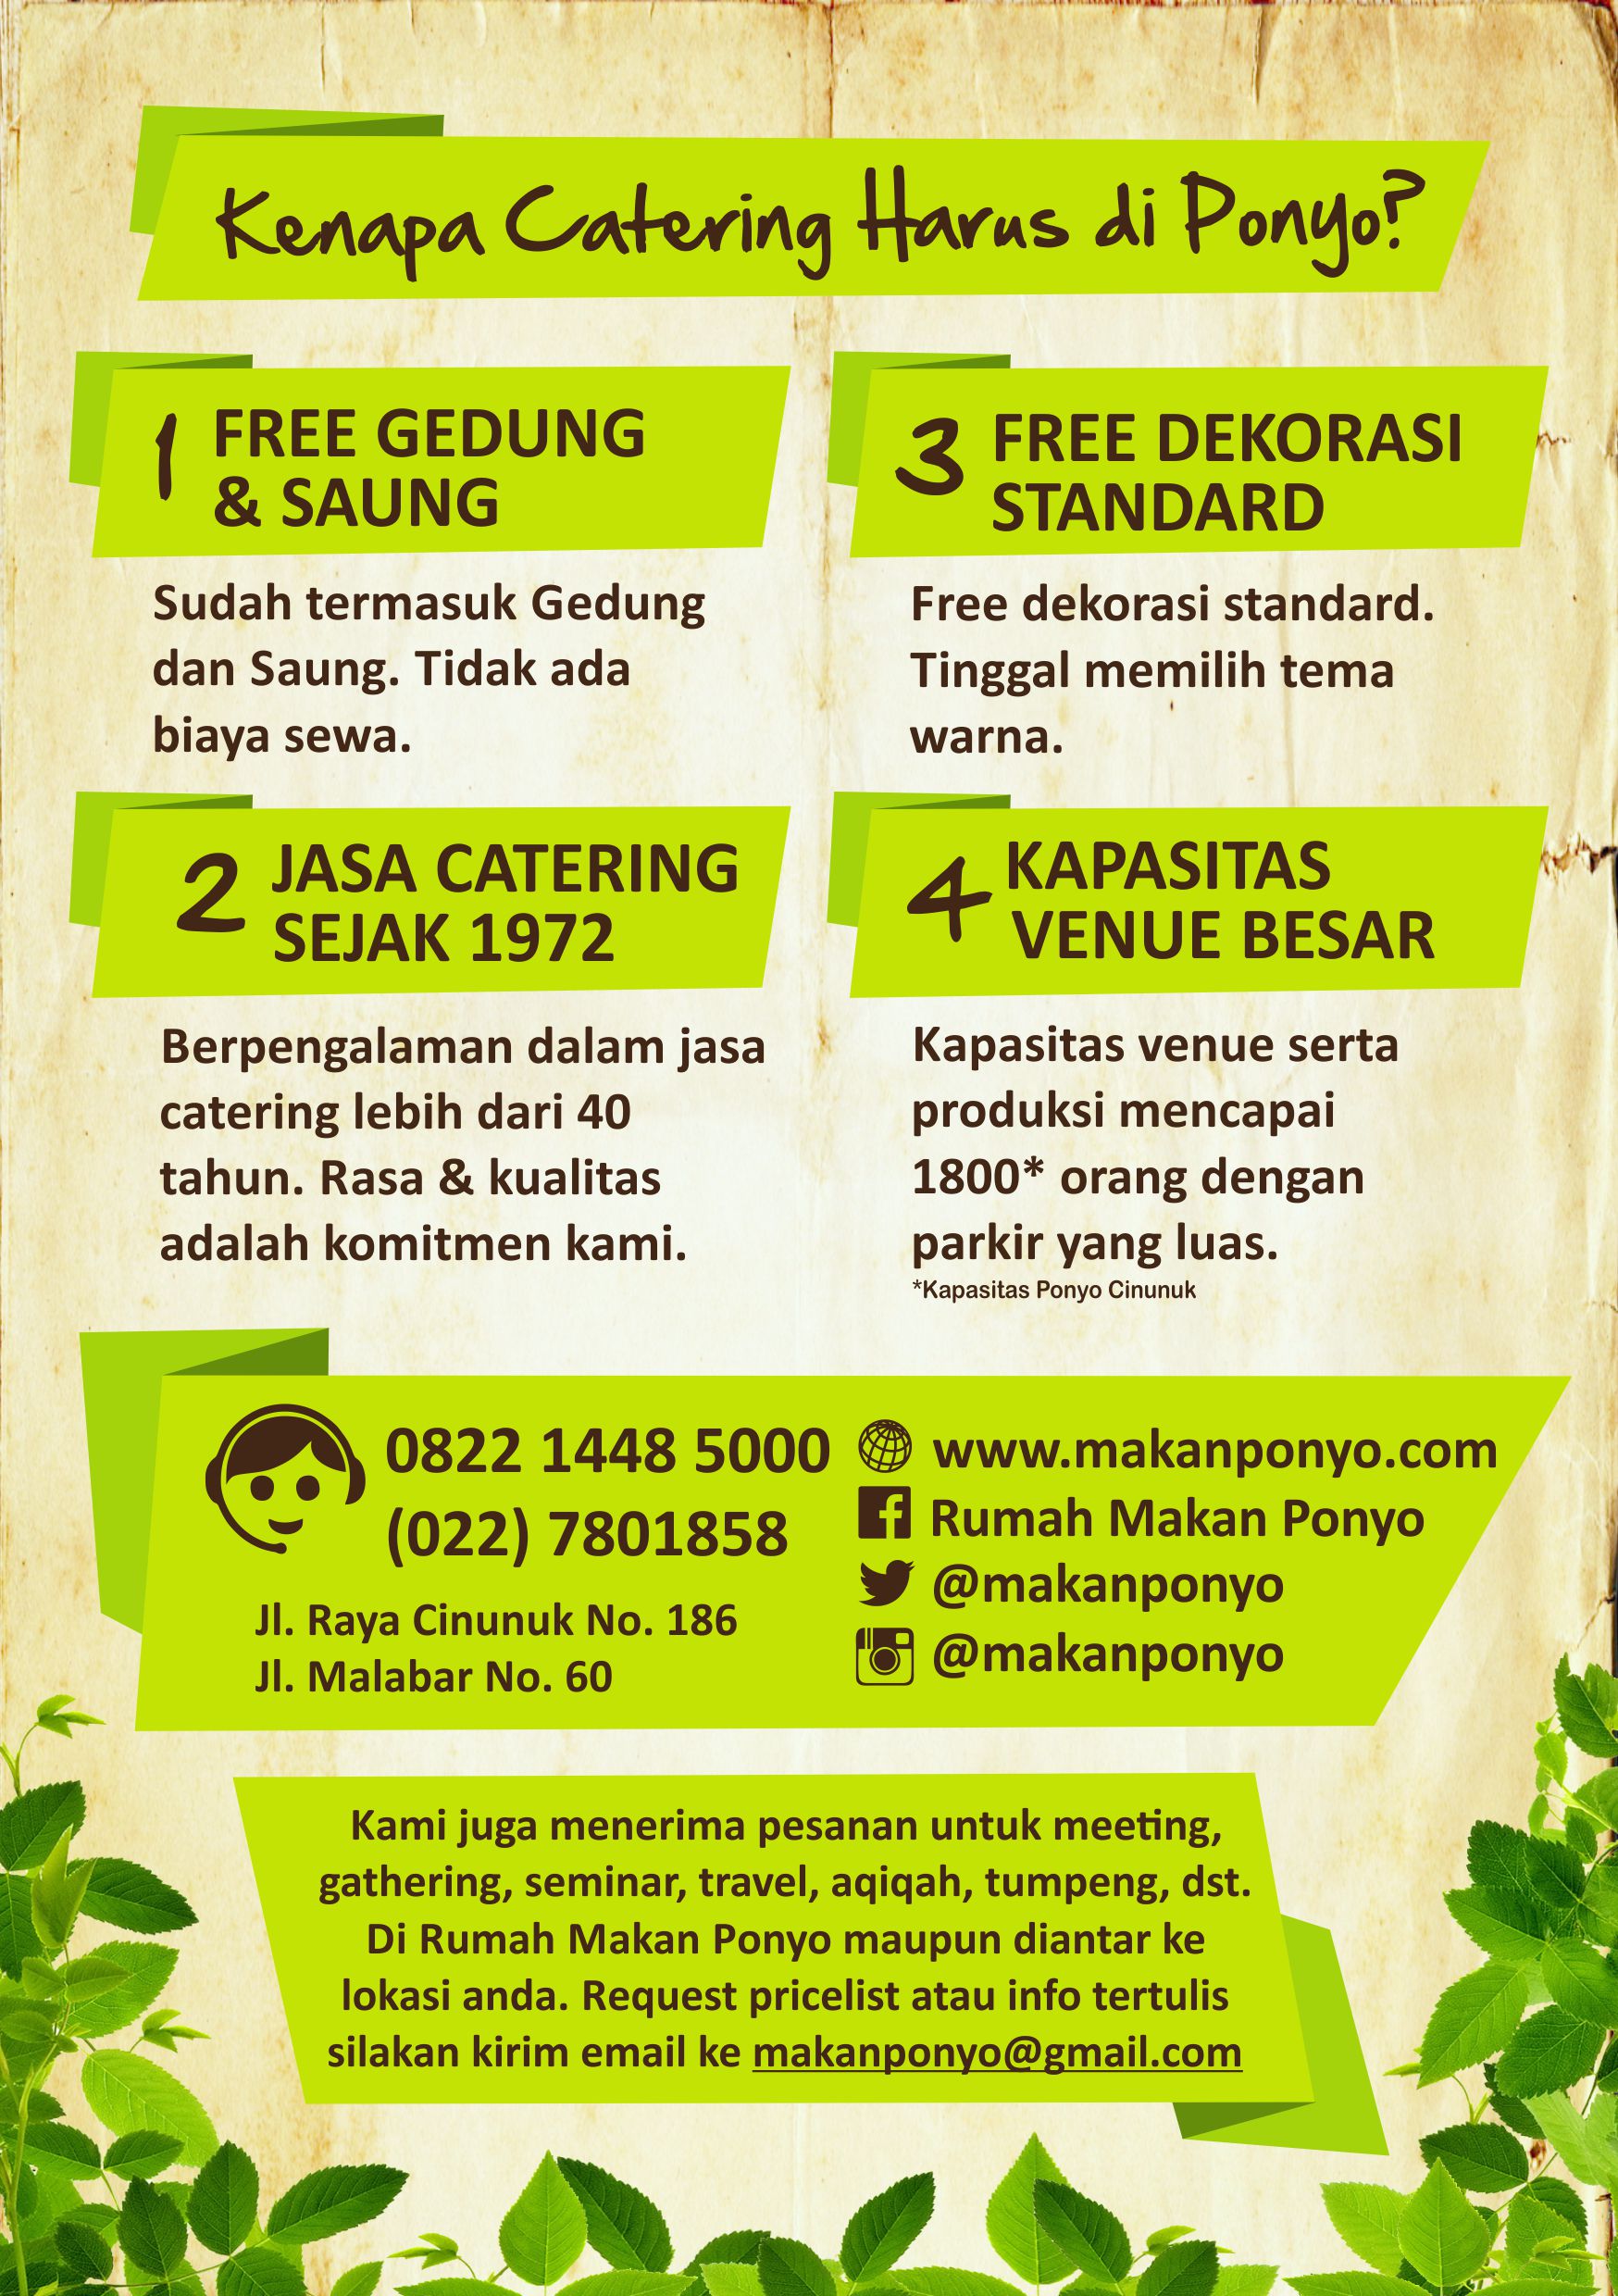 Kenapa Catering Harus di Ponyo?
1 FREE GEDUNG
& SAUNG
Sudah termasuk Gedung
dan Saung. Tidak ada
biaya sewa.
2 JASA CATERING
SEJAK 1972
Berpengalaman dalam jasa
catering lebih dari 40
tahun. Rasa & kualitas
adalah komitmen kami.
3 FREE DEKORASI
STANDARD
Free dekorasi standard.
Tinggal memilih tema
warna.
4 KAPASITAS
VENUE BESAR
Kapasitas venue serta
produksi mencapai
1800* orang dengan
parkir yang luas.
*Kapasitas Ponyo Cinunuk
0822 1448 5000
(022) 7801858
Jl. Raya Cinunuk No. 186
Jl. Malabar No. 60
www.makanponyo.com
Rumah Makan Ponyo
@makanponyo
@makanponyo
Kami juga menerima pesanan untuk meeting,
gathering, seminar, travel, aqiqah, tumpeng, dst.
Di Rumah Makan Ponyo maupun diantar ke
lokasi anda. Request pricelist atau info tertulis
silakan kirim email ke makanponyo@gmail.com